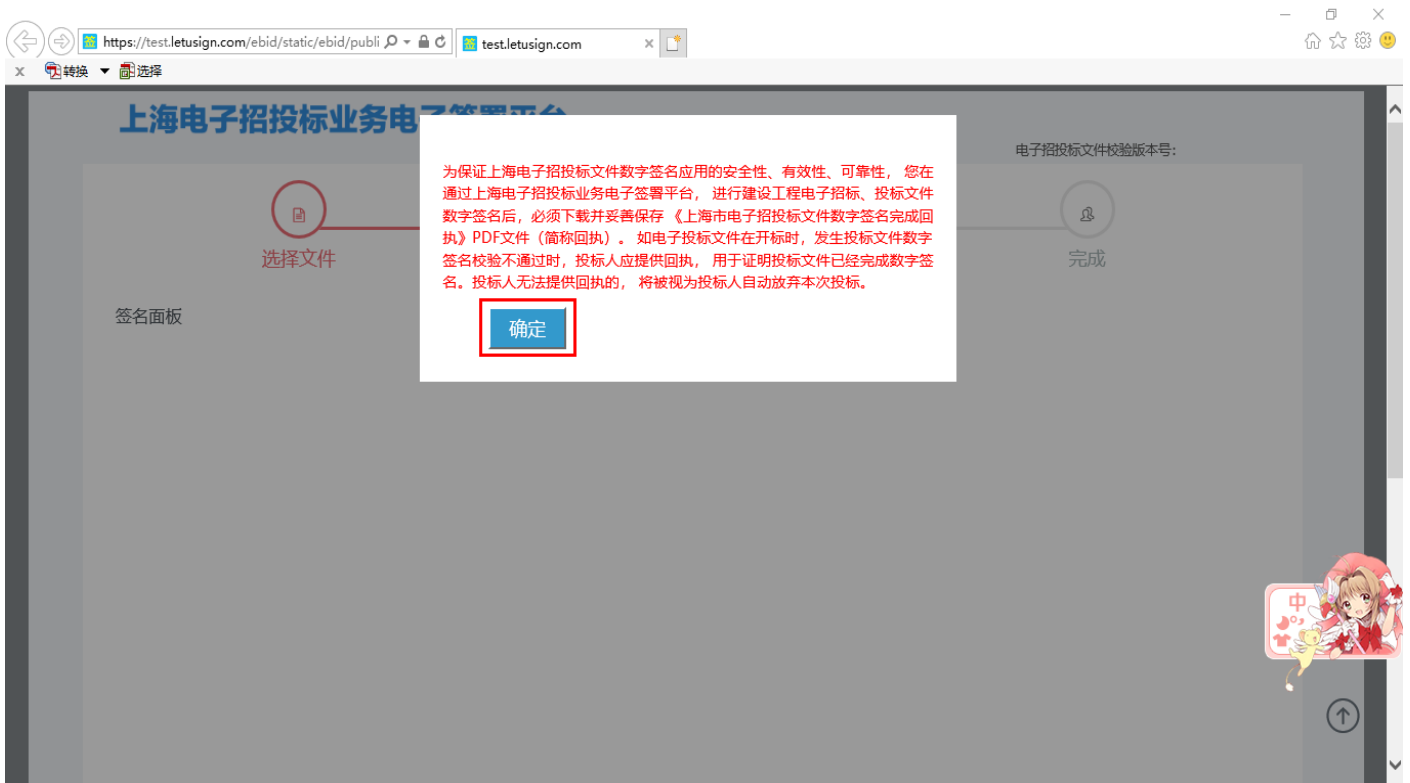 https://test.letusign.com/ebid/static/ebid/publi
test.letusign.com
x 转换 选择
上海电子招投标业务电子签署平台
电子招投标文件校验版本号:
为保证上海电子招投标文件数字签名应用的安全性、有效性、可靠性， 您在
通过上海电子招投标业务电子签署平台， 进行建设工程电子招标、投标文件
数字签名后，必须下载并妥善保存 《上海市电子招投标文件数字签名完成回
执》PDF文件（简称回执）。 如电子投标文件在开标时，发生投标文件数字
签名校验不通过时，投标人应提供回执， 用于证明投标文件已经完成数字签
名。投标人无法提供回执的， 将被视为投标人自动放弃本次投标。
确定
选择文件
完成
签名面板
中